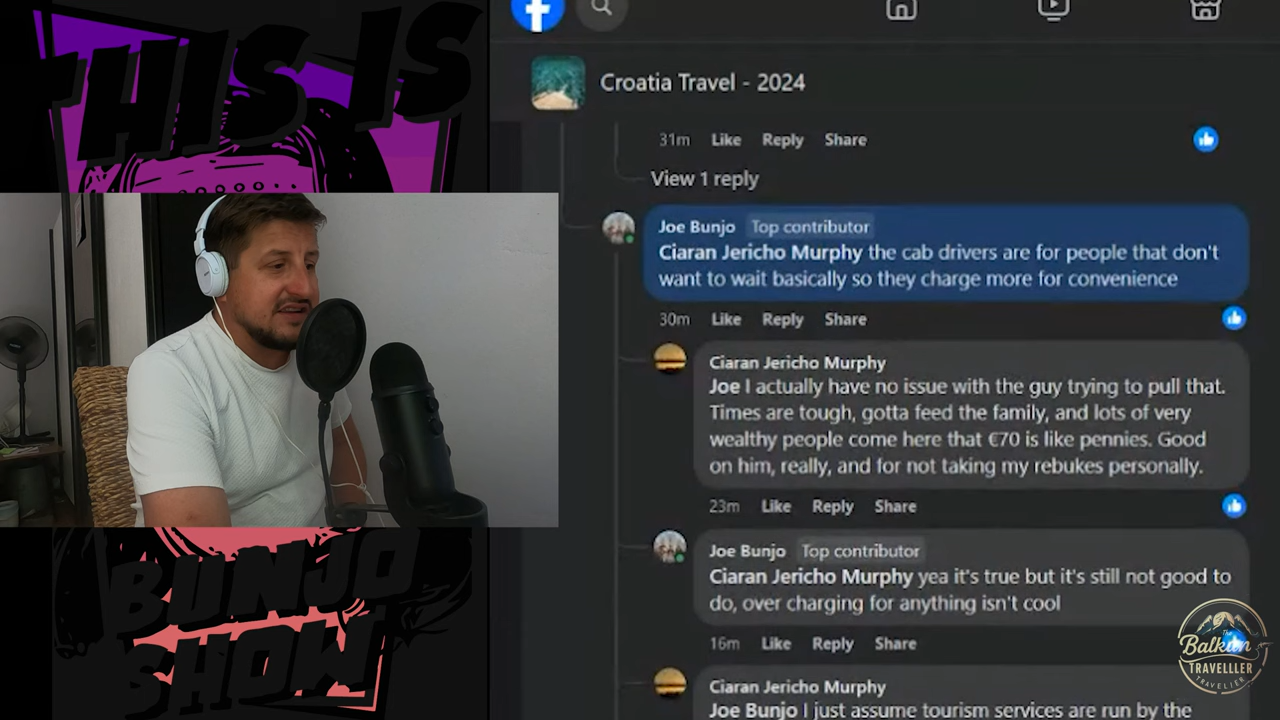 THIS IS
BUNJO
SHOW
Croatia Travel - 2024
31m Like Reply Share
View 1 reply
Joe Bunjo Top contributor
Ciaran Jericho Murphy the cab drivers are for people that don't
want to wait basically so they charge more for convenience
30m Like Reply Share
Ciaran Jericho Murphy
Joe I actually have no issue with the guy trying to pull that.
Times are tough, gotta feed the family, and lots of very
wealthy people come here that €70 is like pennies. Good
on him, really, and for not taking my rebukes personally.
23m Like Reply Share
Joe Bunjo Top contributor
Ciaran Jericho Murphy yea it's true but it's still not good to
do, over charging for anything isn't cool
16m Like Reply Share
Ciaran Jericho Murphy
Joe Bunjo I just assume tourism services are run by the
The
Balkan
TRAVELLER
TRAVELLER